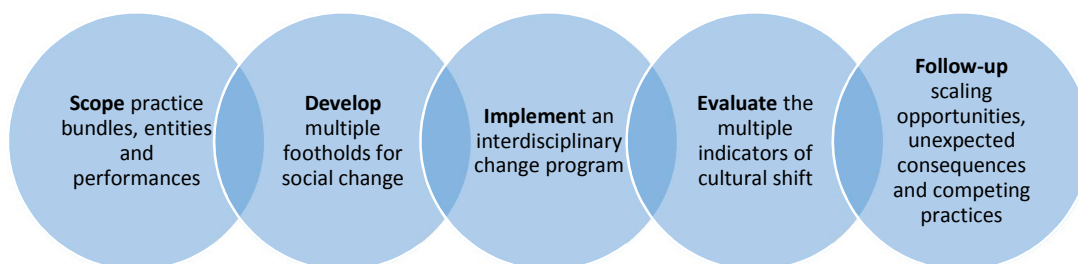 Scope practice
bundles, entities
and
performances
Develop
multiple
footholds for
social change
Implement an
interdisciplinary
change program
Evaluate the
multiple
indicators of
cultural shift
Follow-up
scaling
opportunities,
unexpected
consequences
and competing
practices